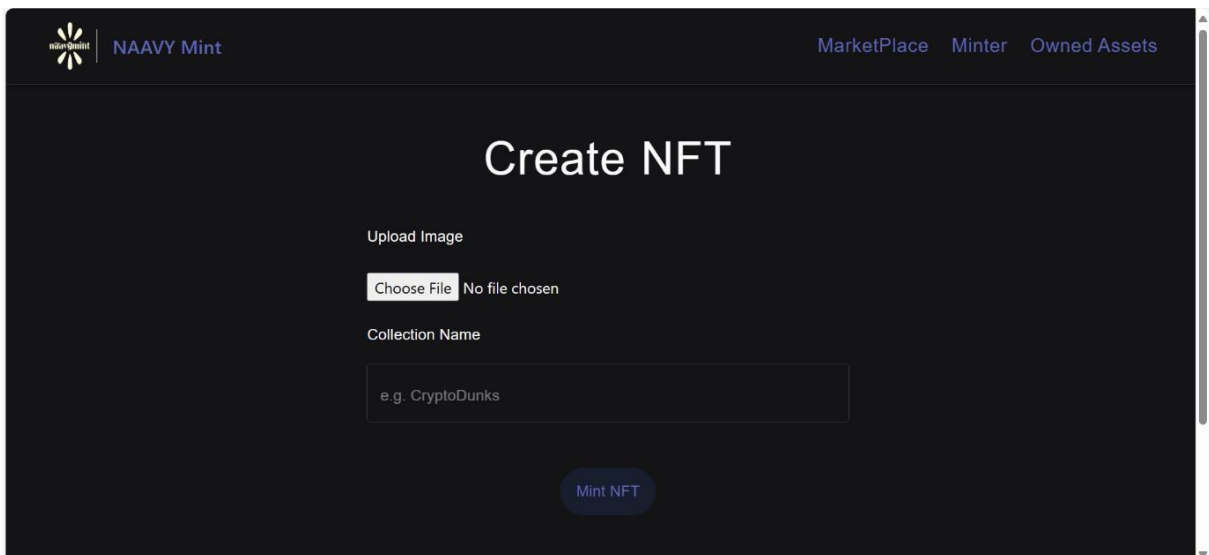 naavymint
NAAVY Mint
MarketPlace Minter Owned Assets
Create NFT
Upload Image
Choose File No file chosen
Collection Name
e.g. CryptoDunks
Mint NFT